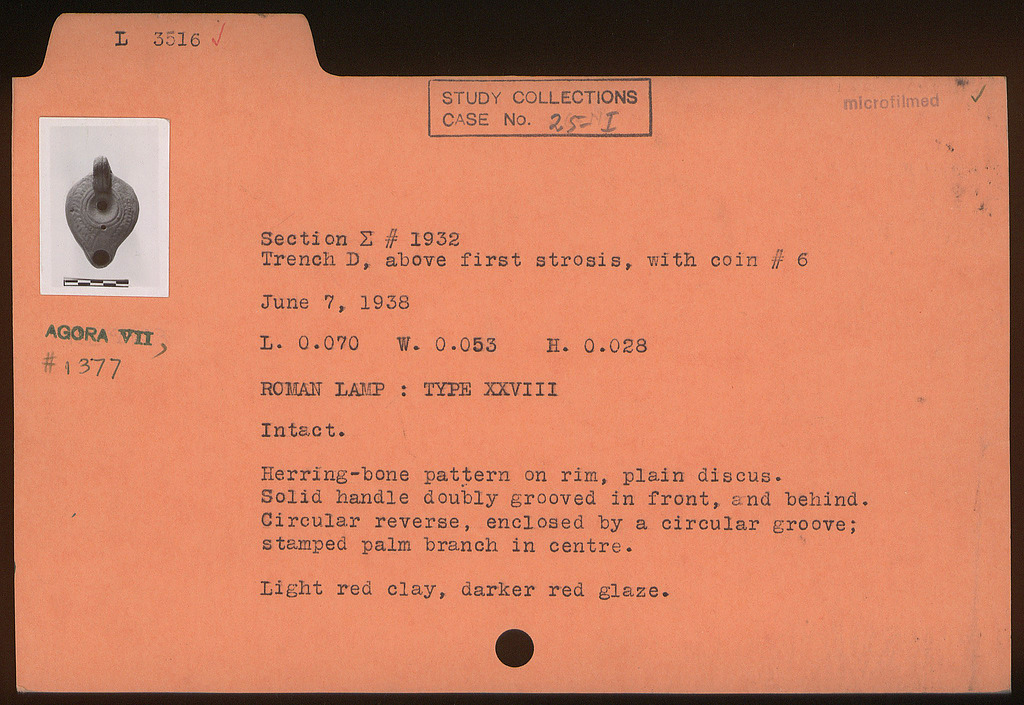 L 3516 ✓
STUDY COLLECTIONS
CASE No. 25-I
microfilmed ✓
Section Σ # 1932
Trench D, above first strosis, with coin # 6
June 7, 1938
AGORA VII,
# 1377
L. 0.070 W. 0.053 H. 0.028
ROMAN LAMP : TYPE XXVIII
Intact.
Herring-bone pattern on rim, plain discus.
Solid handle doubly grooved in front, and behind.
Circular reverse, enclosed by a circular groove;
stamped palm branch in centre.
Light red clay, darker red glaze.